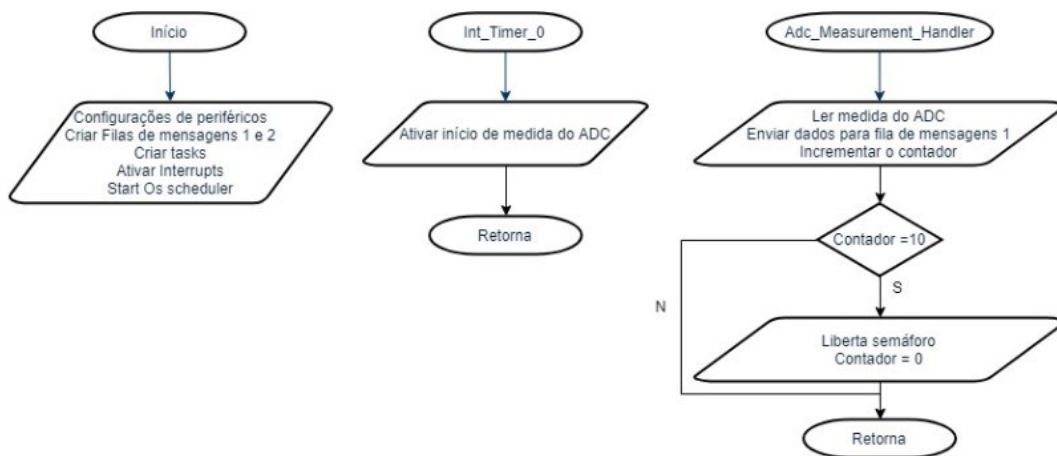 Início
Configurações de periféricos
Criar Filas de mensagens 1 e 2
Criar tasks
Ativar Interrupts
Start Os scheduler
Int_Timer_0
Ativar início de medida do ADC
Retorna
Adc_Measurement_Handler
Ler medida do ADC
Enviar dados para fila de mensagens 1
Incrementar o contador
Contador =10
S
N
Liberta semáforo
Contador = 0
Retorna